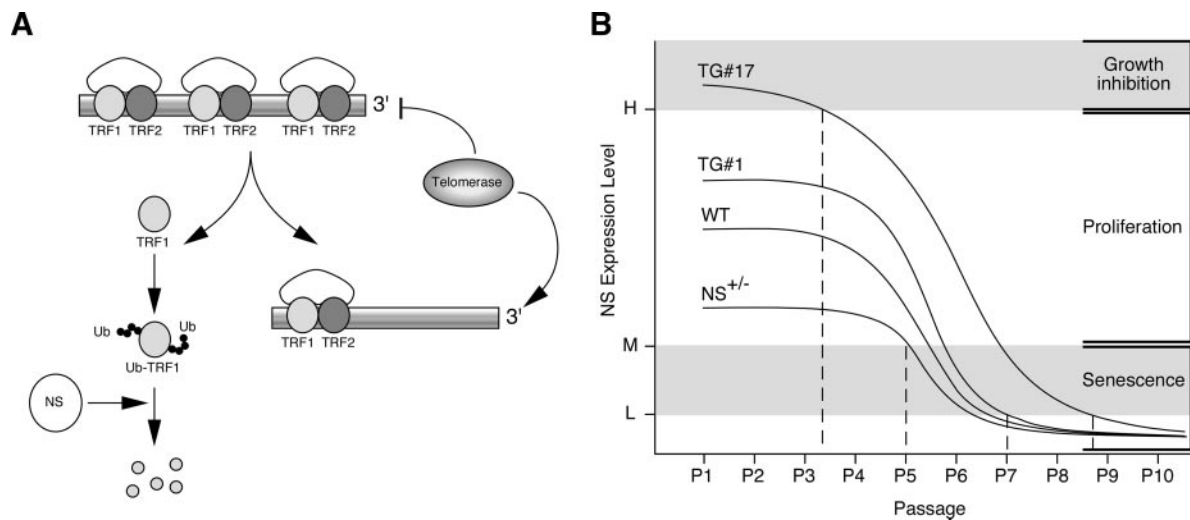 A
3'
TRF1 TRF2 TRF1 TRF2 TRF1 TRF2
Telomerase
TRF1
3'
TRF1 TRF2
Ub
Ub
Ub-TRF1
NS
B
NS Expression Level
H
M
L
TG#17
TG#1
WT
NS+/-
Growth
inhibition
Proliferation
Senescence
P1 P2 P3 P4 P5 P6 P7 P8 P9 P10
Passage